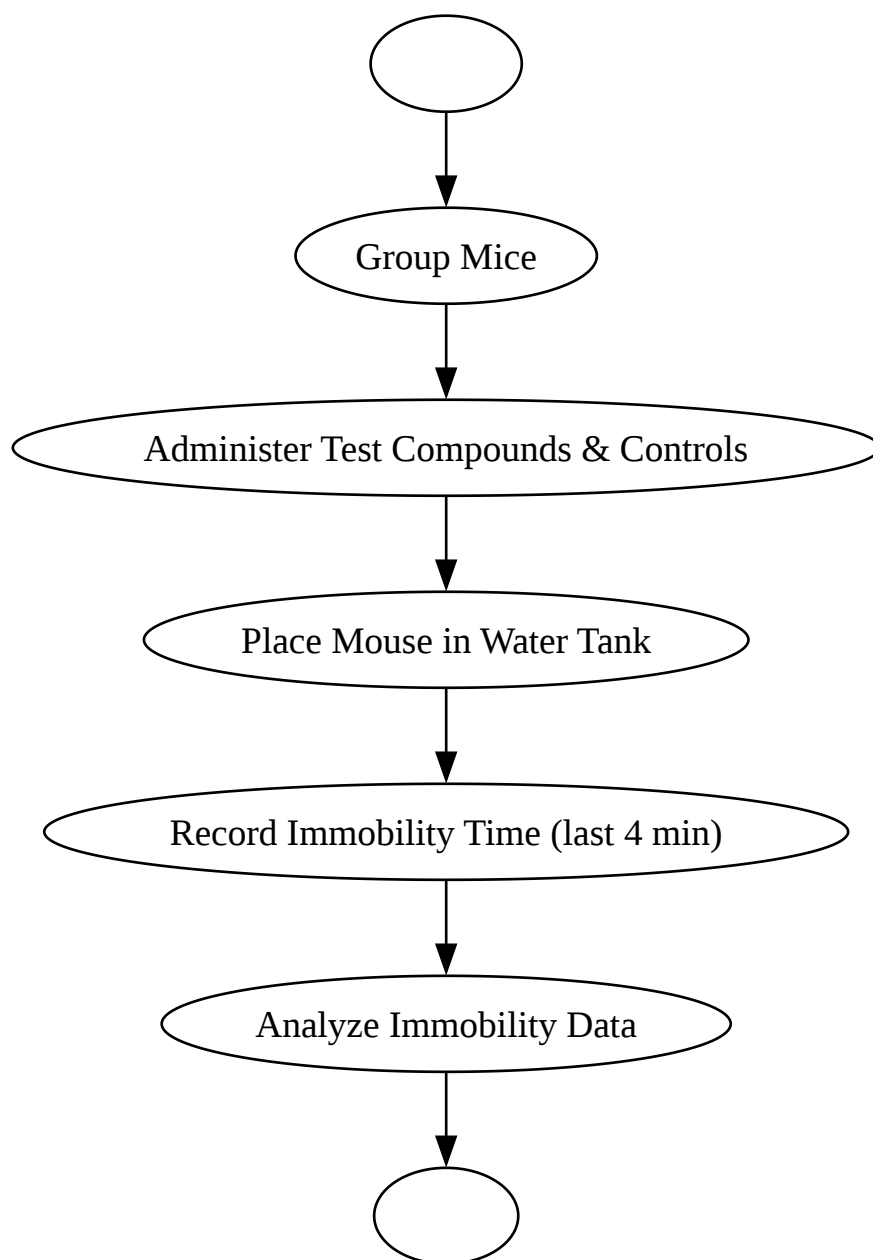 Group Mice
Administer Test Compounds & Controls
Place Mouse in Water Tank
Record Immobility Time (last 4 min)
Analyze Immobility Data